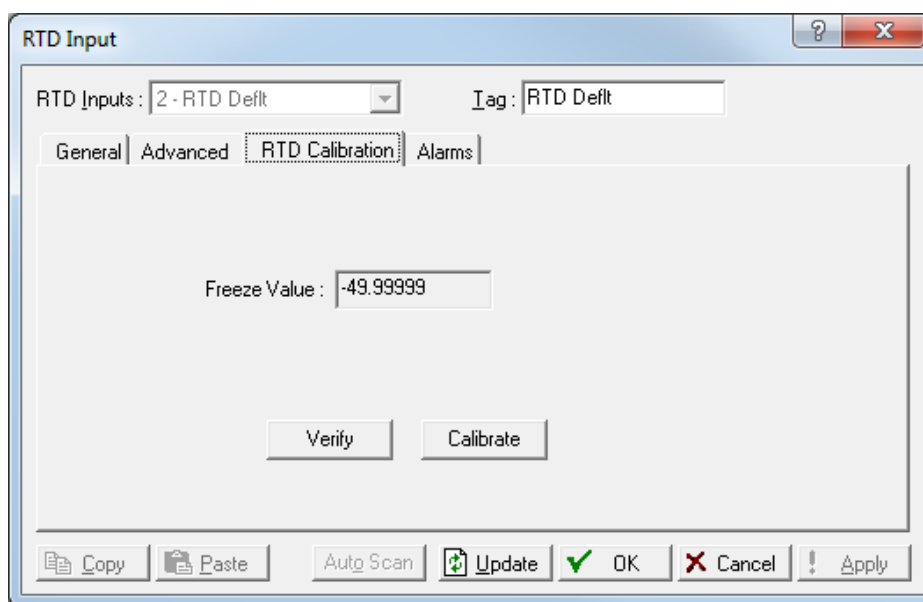 RTD Input
RTD Inputs : 2 - RTD Deflt Tag : RTD Deflt
General Advanced RTD Calibration Alarms
Freeze Value : -49.99999
Verify Calibrate
Copy Paste Auto Scan Update OK Cancel Apply